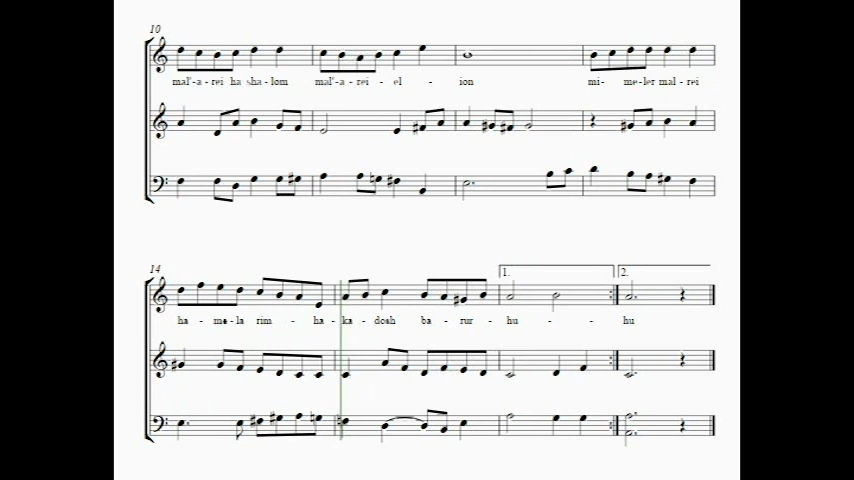 10
mal'-a-rei ha sha-lom mal'-a-rei-el-ion mi-me-ler mal-rei
14
1. 2.
ha-me-la rim-ha-ka-dosh ba-rur-hu-hu